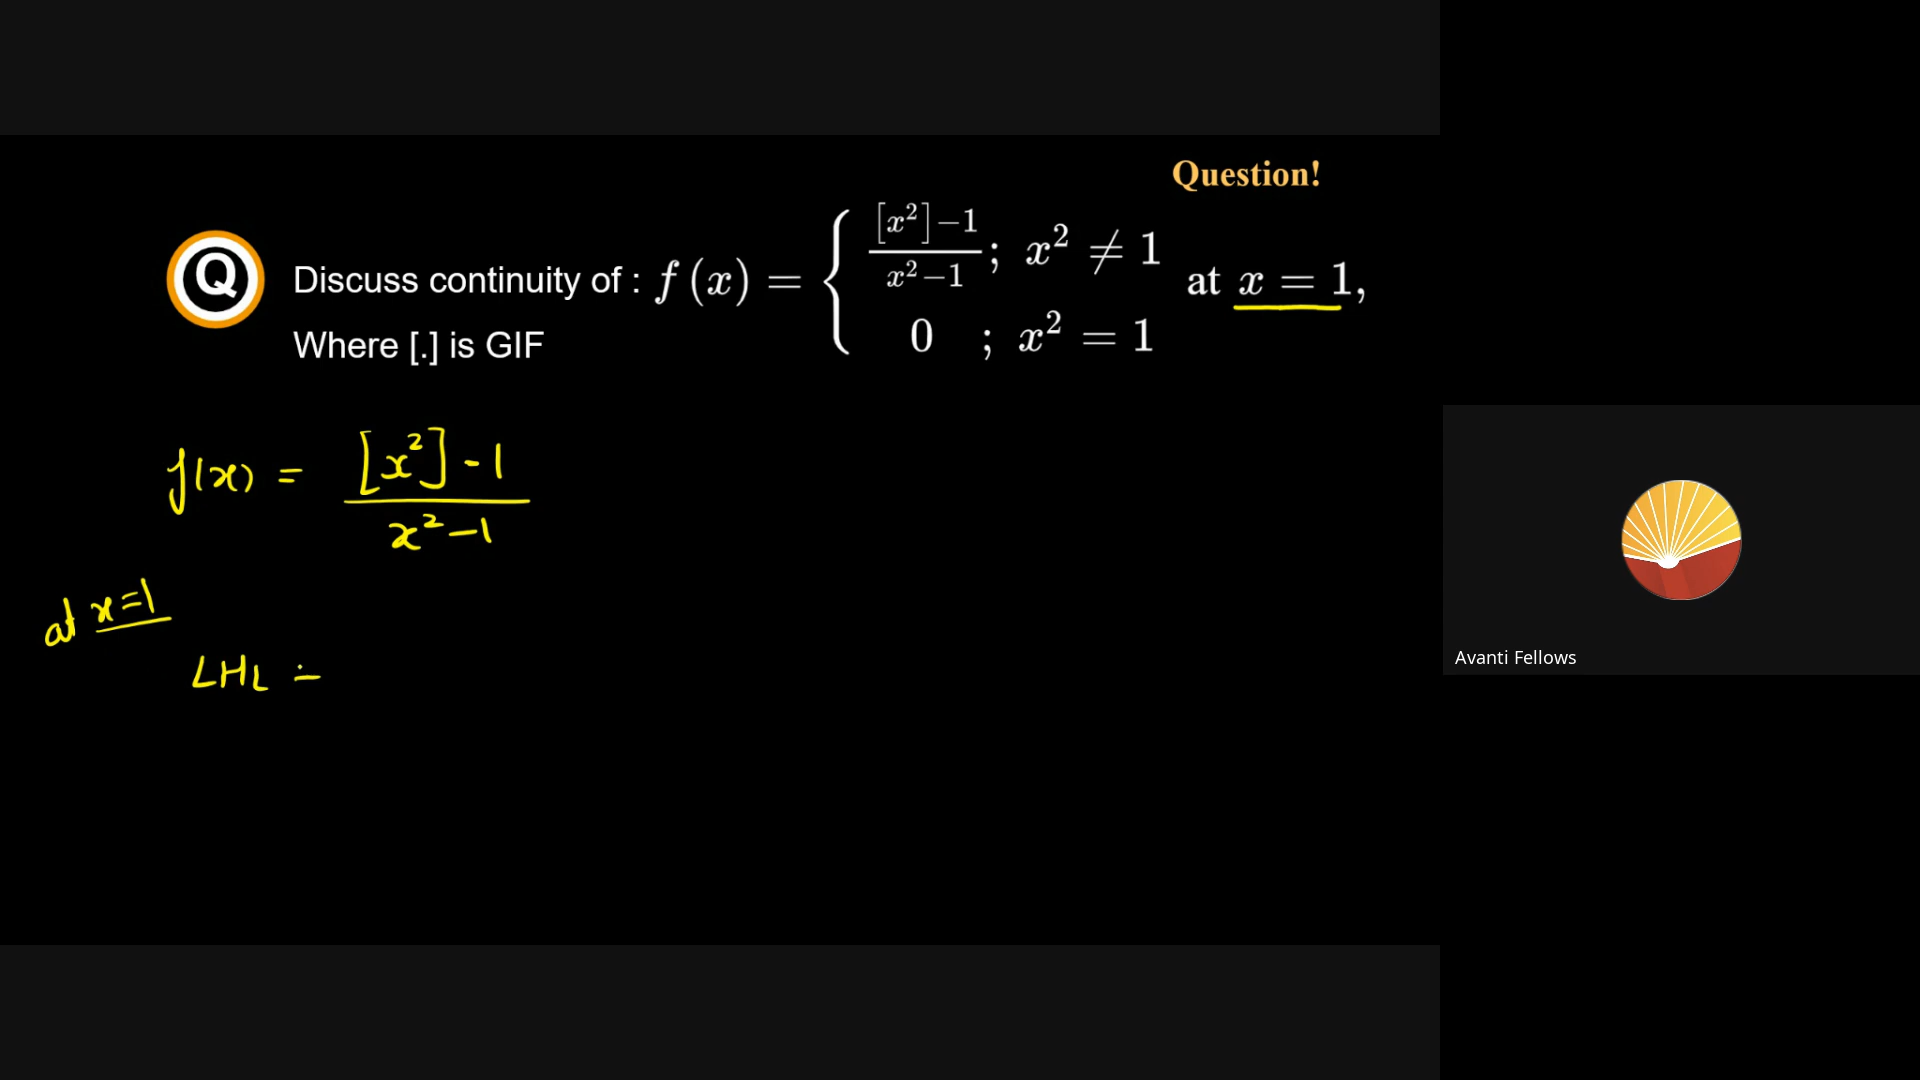 Question!
Q
Discuss continuity of : f(x) = { [x²]−1 / x²−1 ; x² ≠ 1
0 ; x² = 1 at x = 1,
Where [.] is GIF
f(x) = [x²] - 1 / x² - 1
at x=1
LHL =
Avanti Fellows